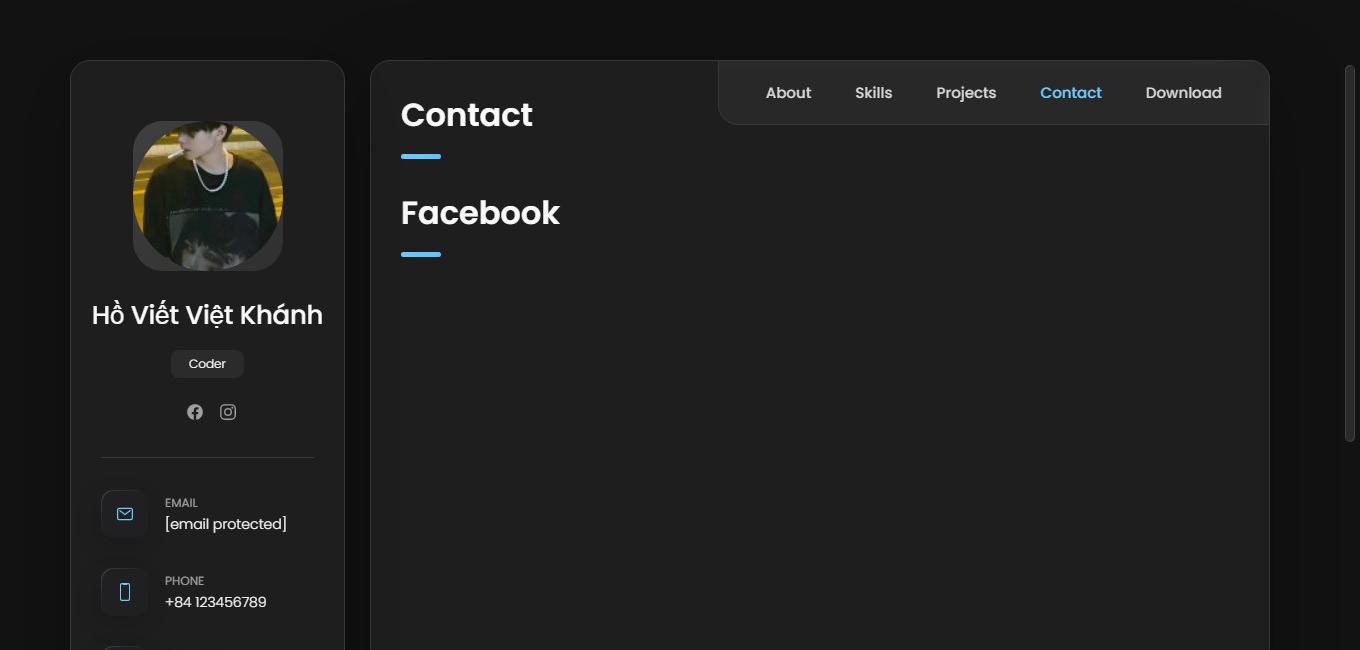 Hồ Viết Việt Khánh
Coder
EMAIL
[email protected]
PHONE
+84 123456789
About
Skills
Projects
Contact
Download
Contact
Facebook